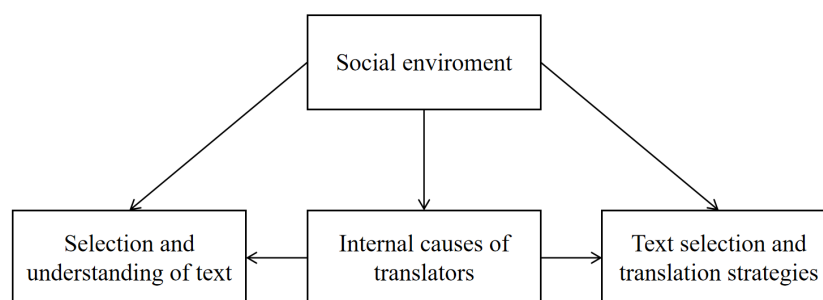 Social enviroment
Selection and
understanding of text
Internal causes of
translators
Text selection and
translation strategies